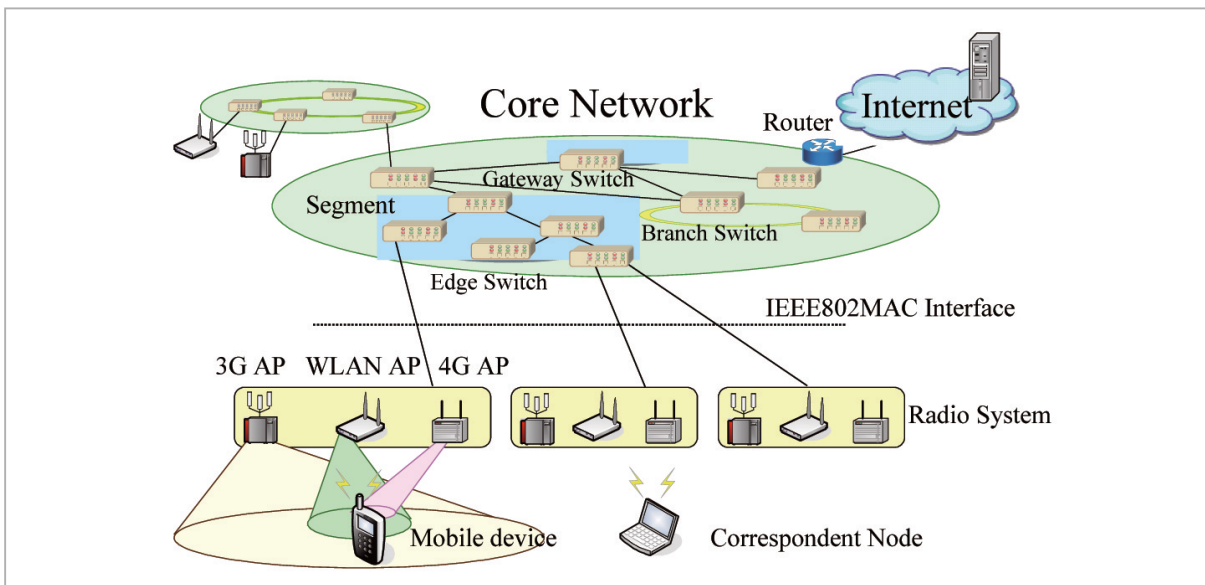 Core Network
Internet
Router
Gateway Switch
Segment
Branch Switch
Edge Switch
IEEE802MAC Interface
3G AP WLAN AP 4G AP
Radio System
Mobile device
Correspondent Node